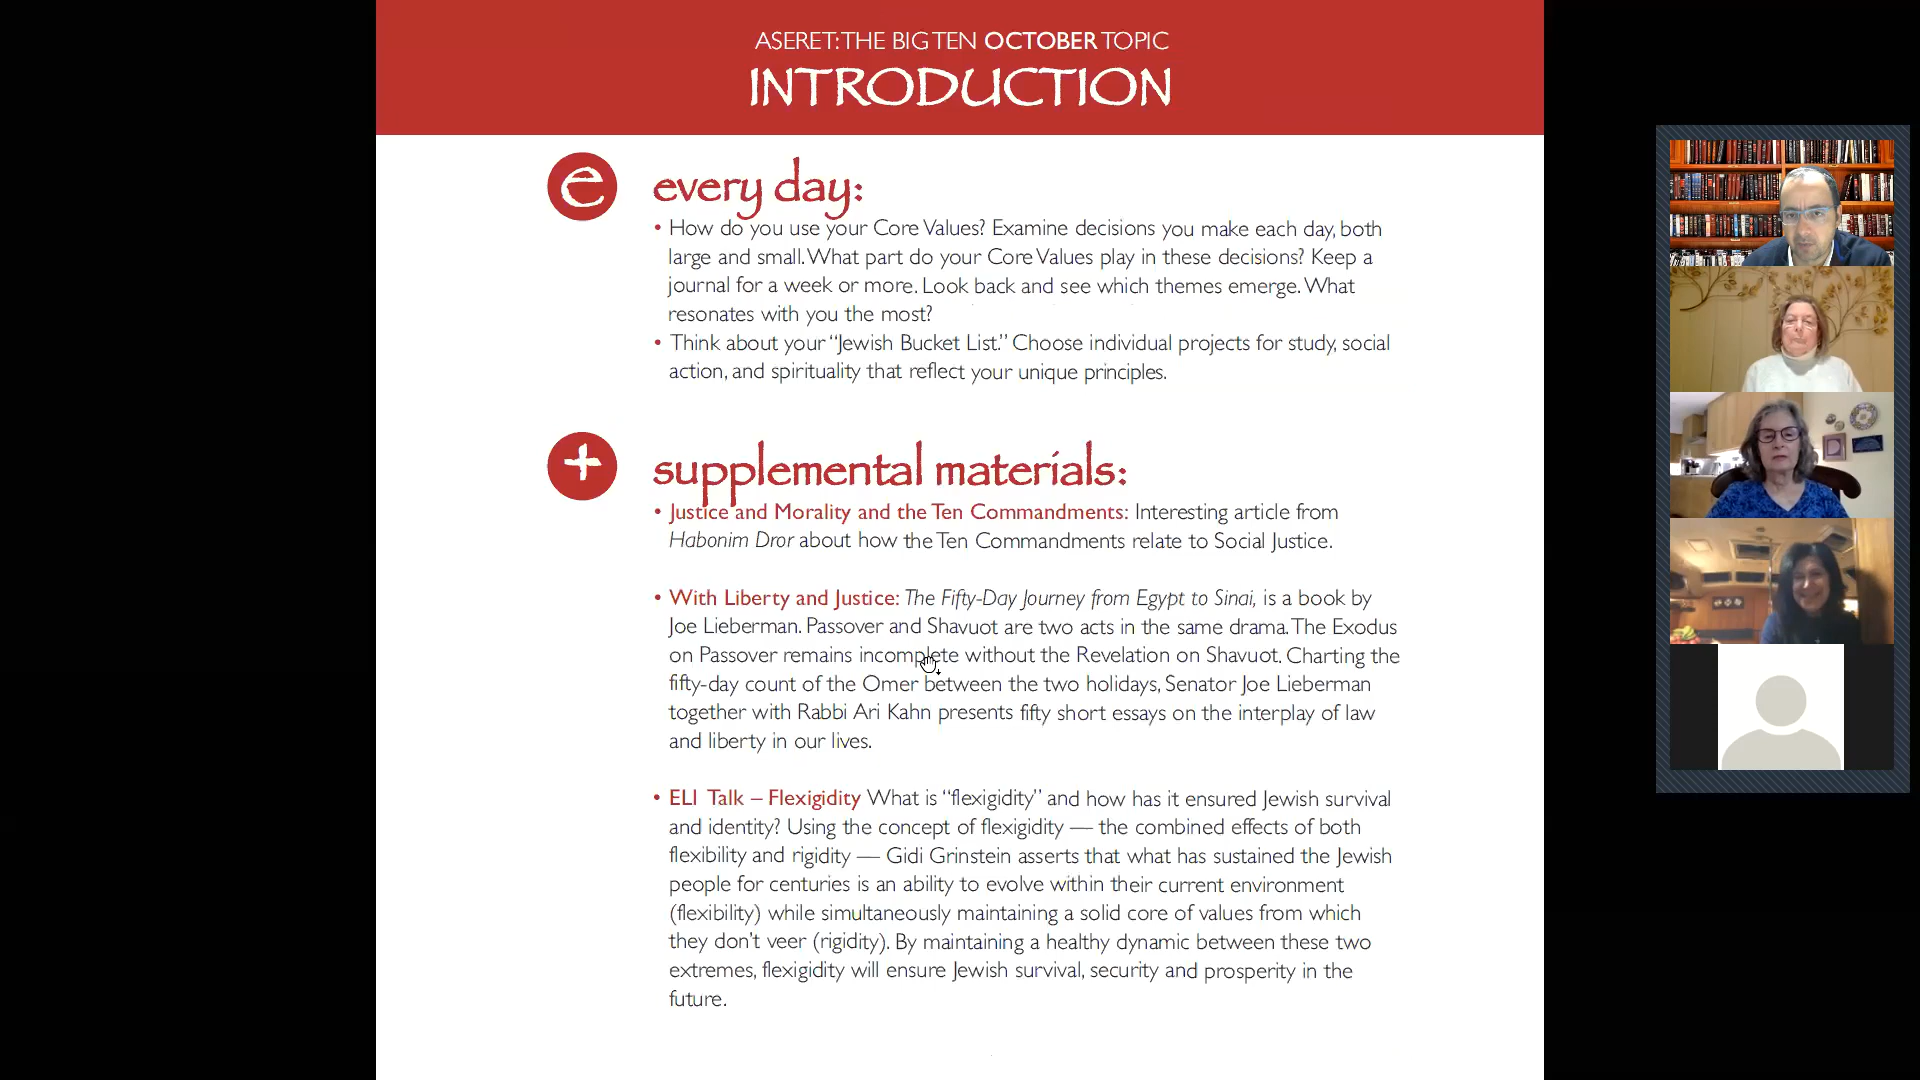 ASERET: THE BIG TEN OCTOBER TOPIC
INTRODUCTION
e
every day:
• How do you use your Core Values? Examine decisions you make each day, both
large and small. What part do your Core Values play in these decisions? Keep a
journal for a week or more. Look back and see which themes emerge. What
resonates with you the most?
• Think about your “Jewish Bucket List.” Choose individual projects for study, social
action, and spirituality that reflect your unique principles.
+
supplemental materials:
• Justice and Morality and the Ten Commandments: Interesting article from
Habonim Dror about how the Ten Commandments relate to Social Justice.
• With Liberty and Justice: The Fifty-Day Journey from Egypt to Sinai, is a book by
Joe Lieberman. Passover and Shavuot are two acts in the same drama. The Exodus
on Passover remains incomplete without the Revelation on Shavuot. Charting the
fifty-day count of the Omer between the two holidays, Senator Joe Lieberman
together with Rabbi Ari Kahn presents fifty short essays on the interplay of law
and liberty in our lives.
• ELI Talk – Flexigidity What is “flexigidity” and how has it ensured Jewish survival
and identity? Using the concept of flexigidity — the combined effects of both
flexibility and rigidity — Gidi Grinstein asserts that what has sustained the Jewish
people for centuries is an ability to evolve within their current environment
(flexibility) while simultaneously maintaining a solid core of values from which
they don’t veer (rigidity). By maintaining a healthy dynamic between these two
extremes, flexigidity will ensure Jewish survival, security and prosperity in the
future.